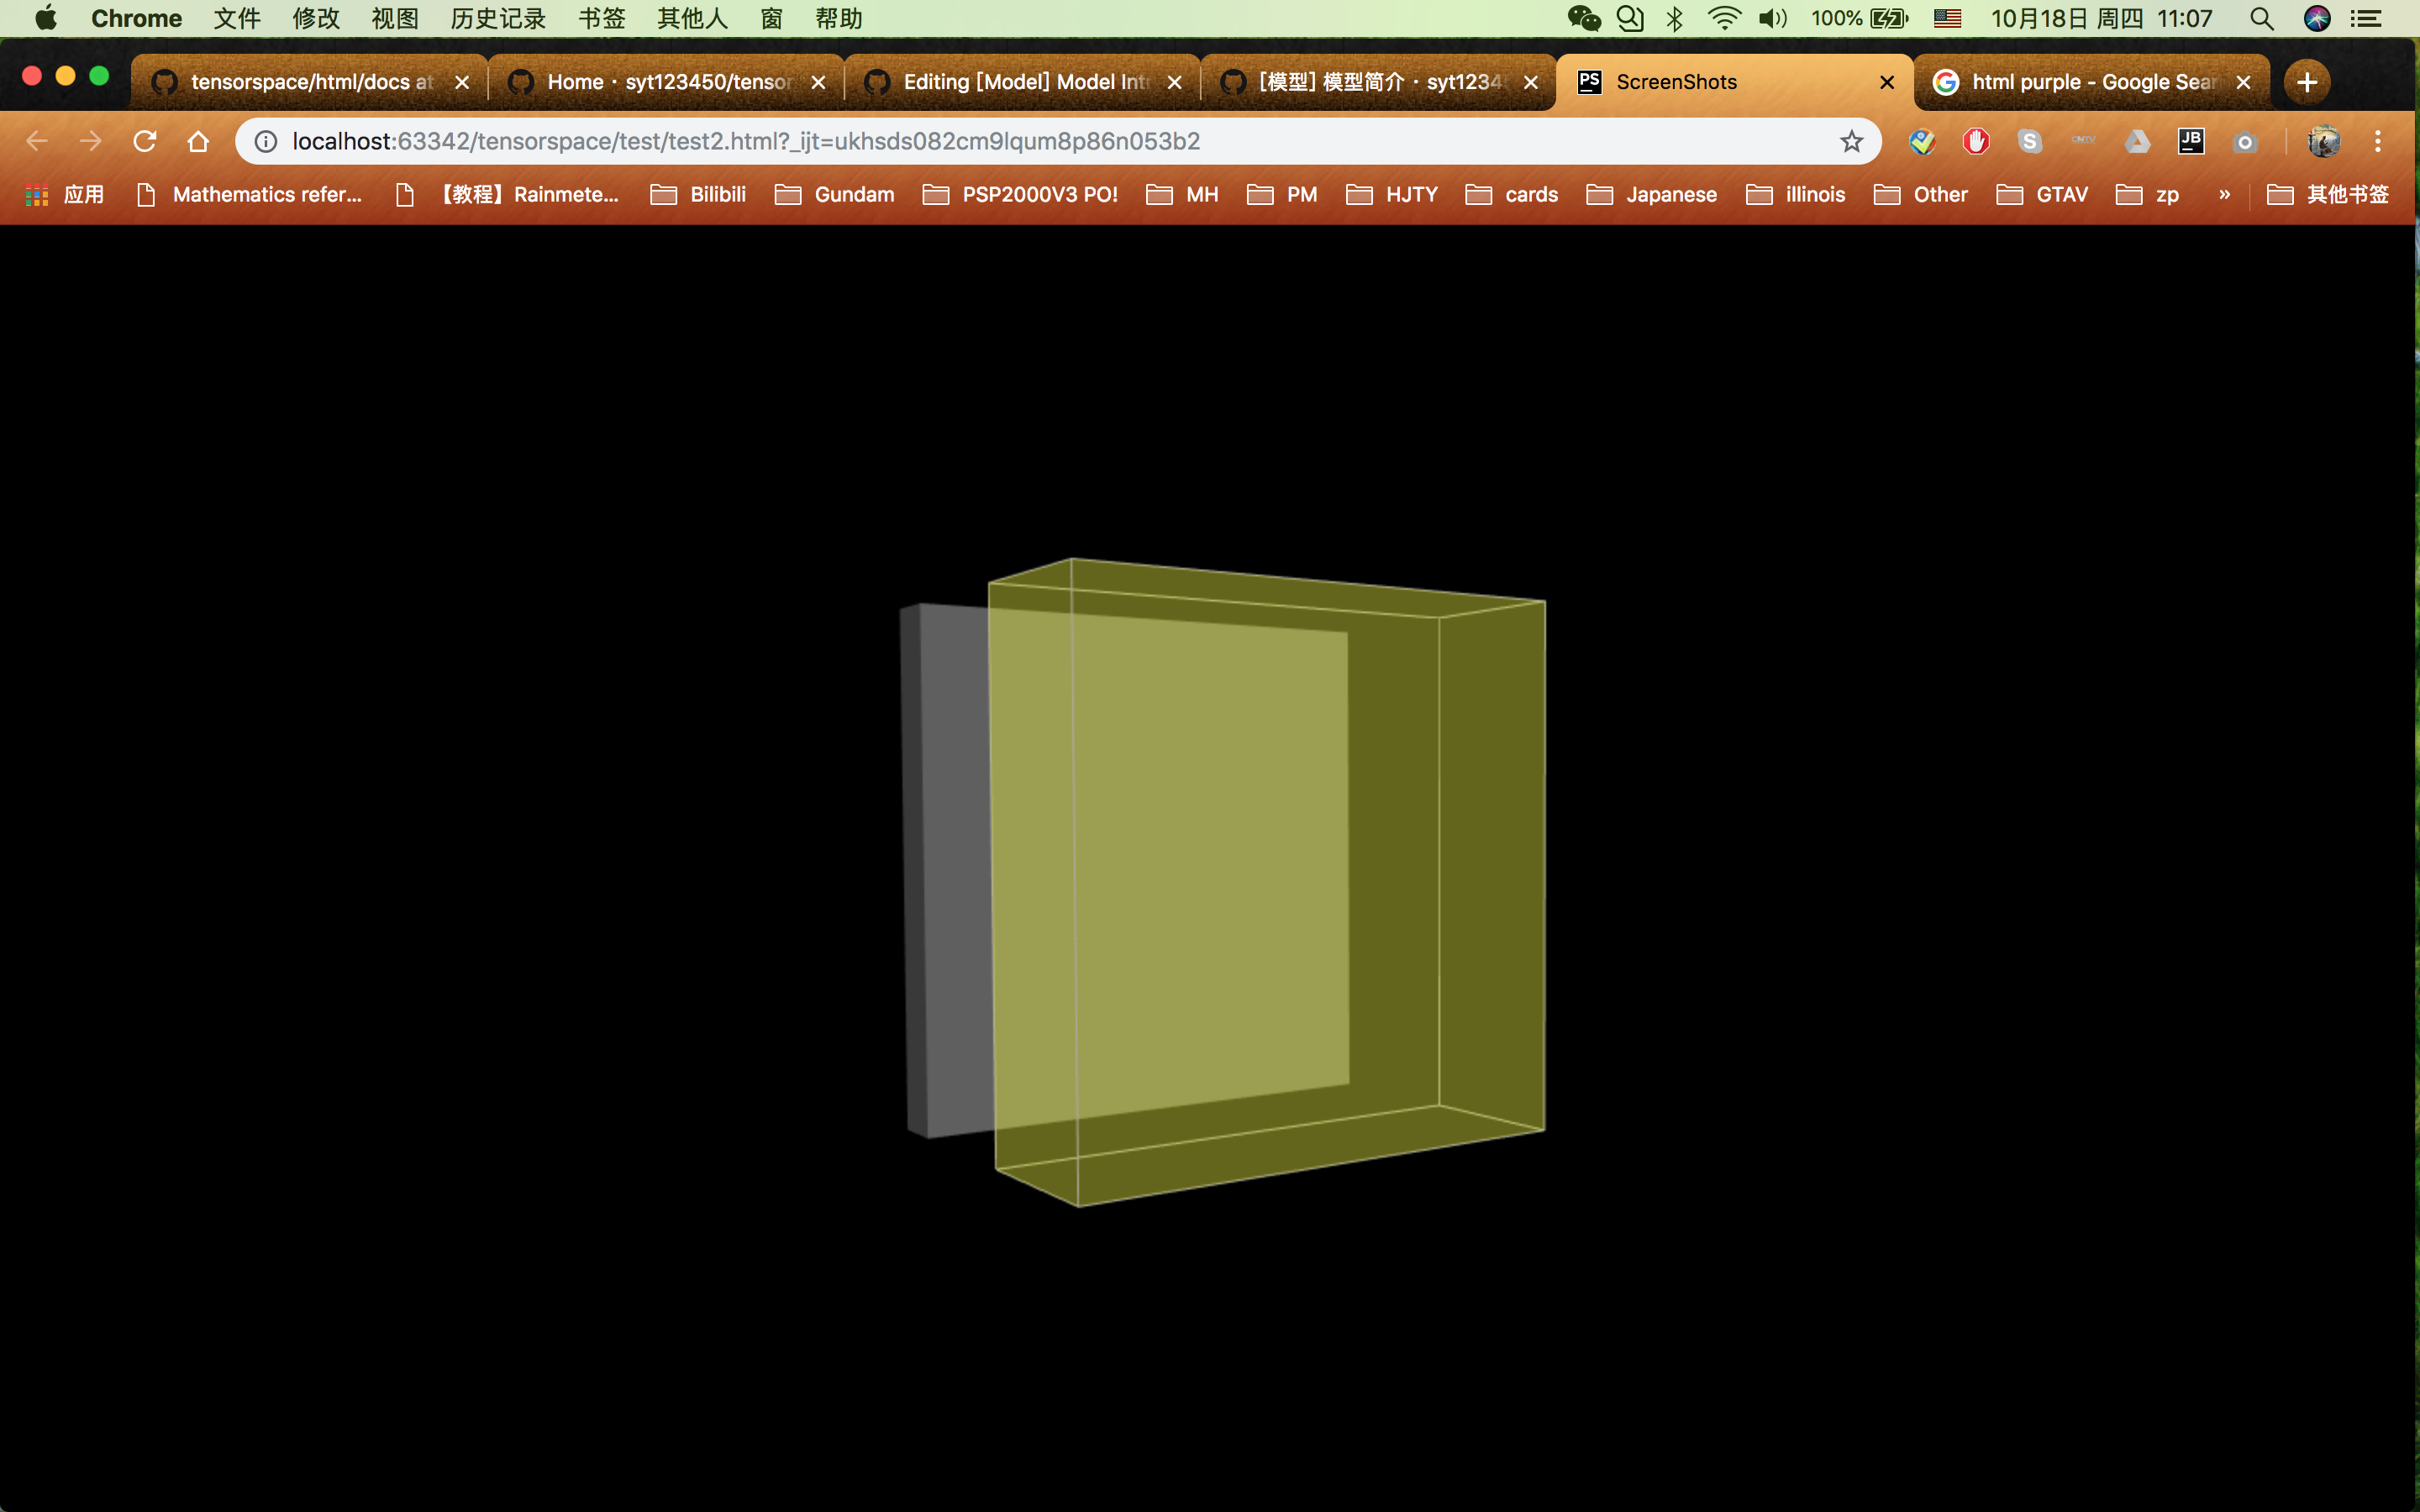 Chrome 文件 修改 视图 历史记录 书签 其他人 窗 帮助 100% 10月18日 周四 11:07
tensorspace/html/docs at Home · syt123450/tensor Editing [Model] Model Int [模型] 模型简介 · syt1234 PS ScreenShots html purple - Google Sear
localhost:63342/tensorspace/test/test2.html?_ijt=ukhsds082cm9lqum8p86n053b2 JB
应用 Mathematics refer... 【教程】Rainmete... Bilibili Gundam PSP2000V3 PO! MH PM HJTY cards Japanese illinois Other GTAV zp » 其他书签